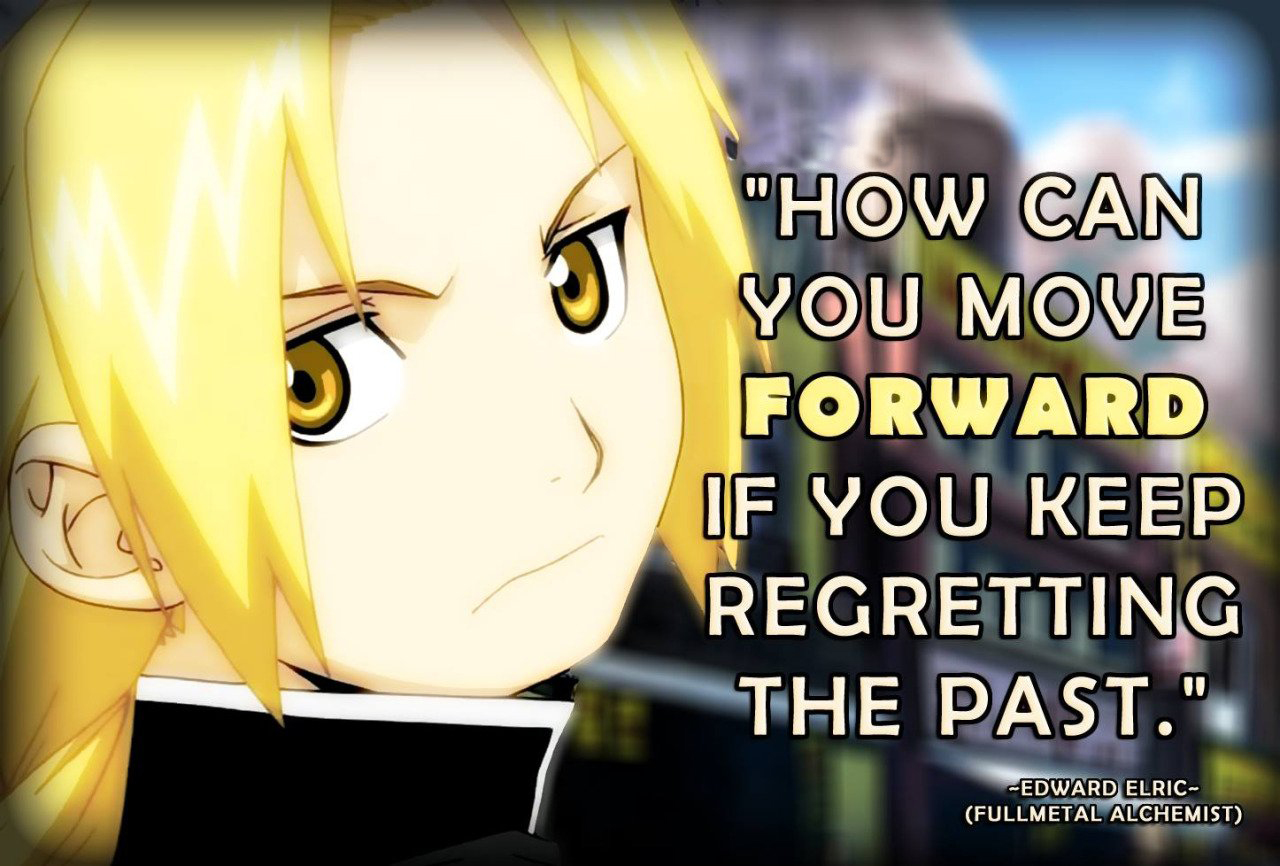 "HOW CAN
YOU MOVE
FORWARD
IF YOU KEEP
REGRETTING
THE PAST."
~EDWARD ELRIC~
(FULLMETAL ALCHEMIST)